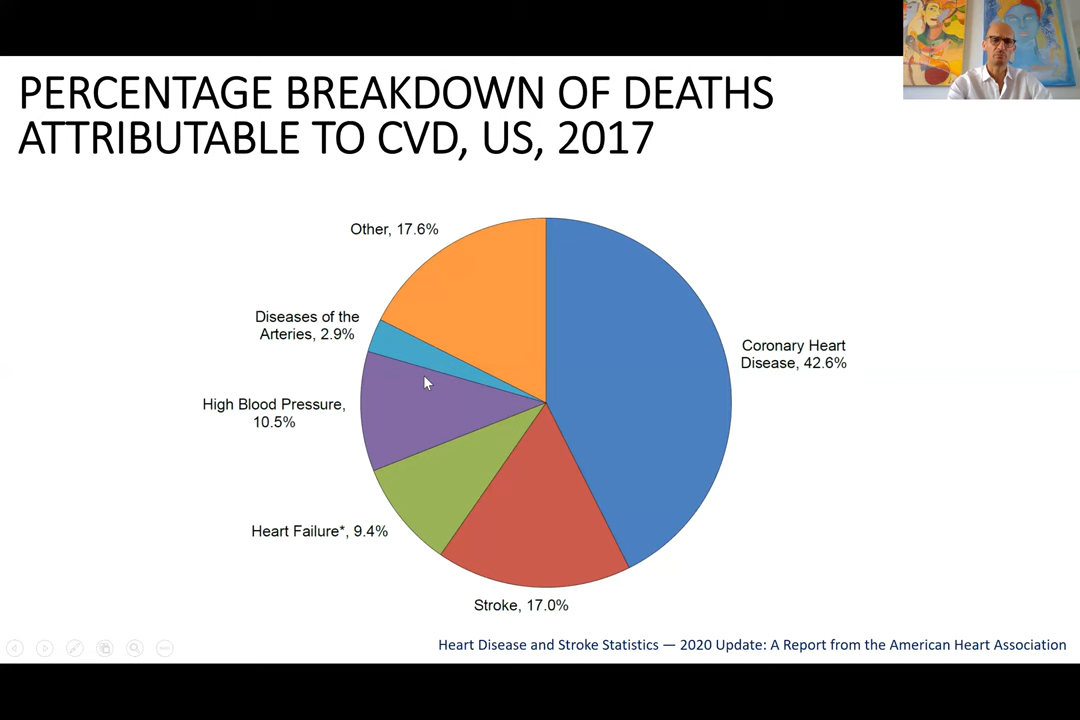 PERCENTAGE BREAKDOWN OF DEATHS
ATTRIBUTABLE TO CVD, US, 2017
Other, 17.6%
Diseases of the
Arteries, 2.9%
Coronary Heart
Disease, 42.6%
High Blood Pressure,
10.5%
Heart Failure*, 9.4%
Stroke, 17.0%
Heart Disease and Stroke Statistics — 2020 Update: A Report from the American Heart Association